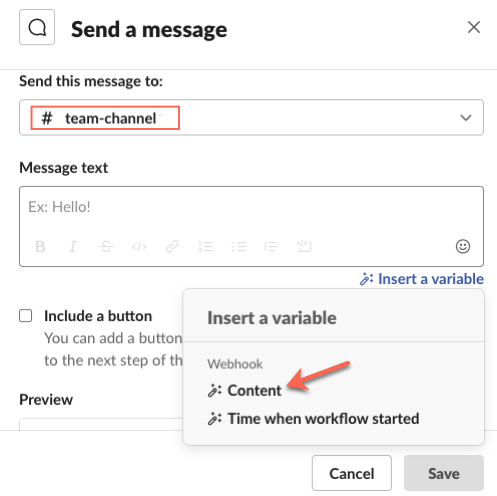 Send a message
Send this message to:
# team-channel
Message text
Ex: Hello!
B I S </>
Insert a variable
Include a button
You can add a button
to the next step of th
Insert a variable
Webhook
Content
Time when workflow started
Preview
Cancel
Save